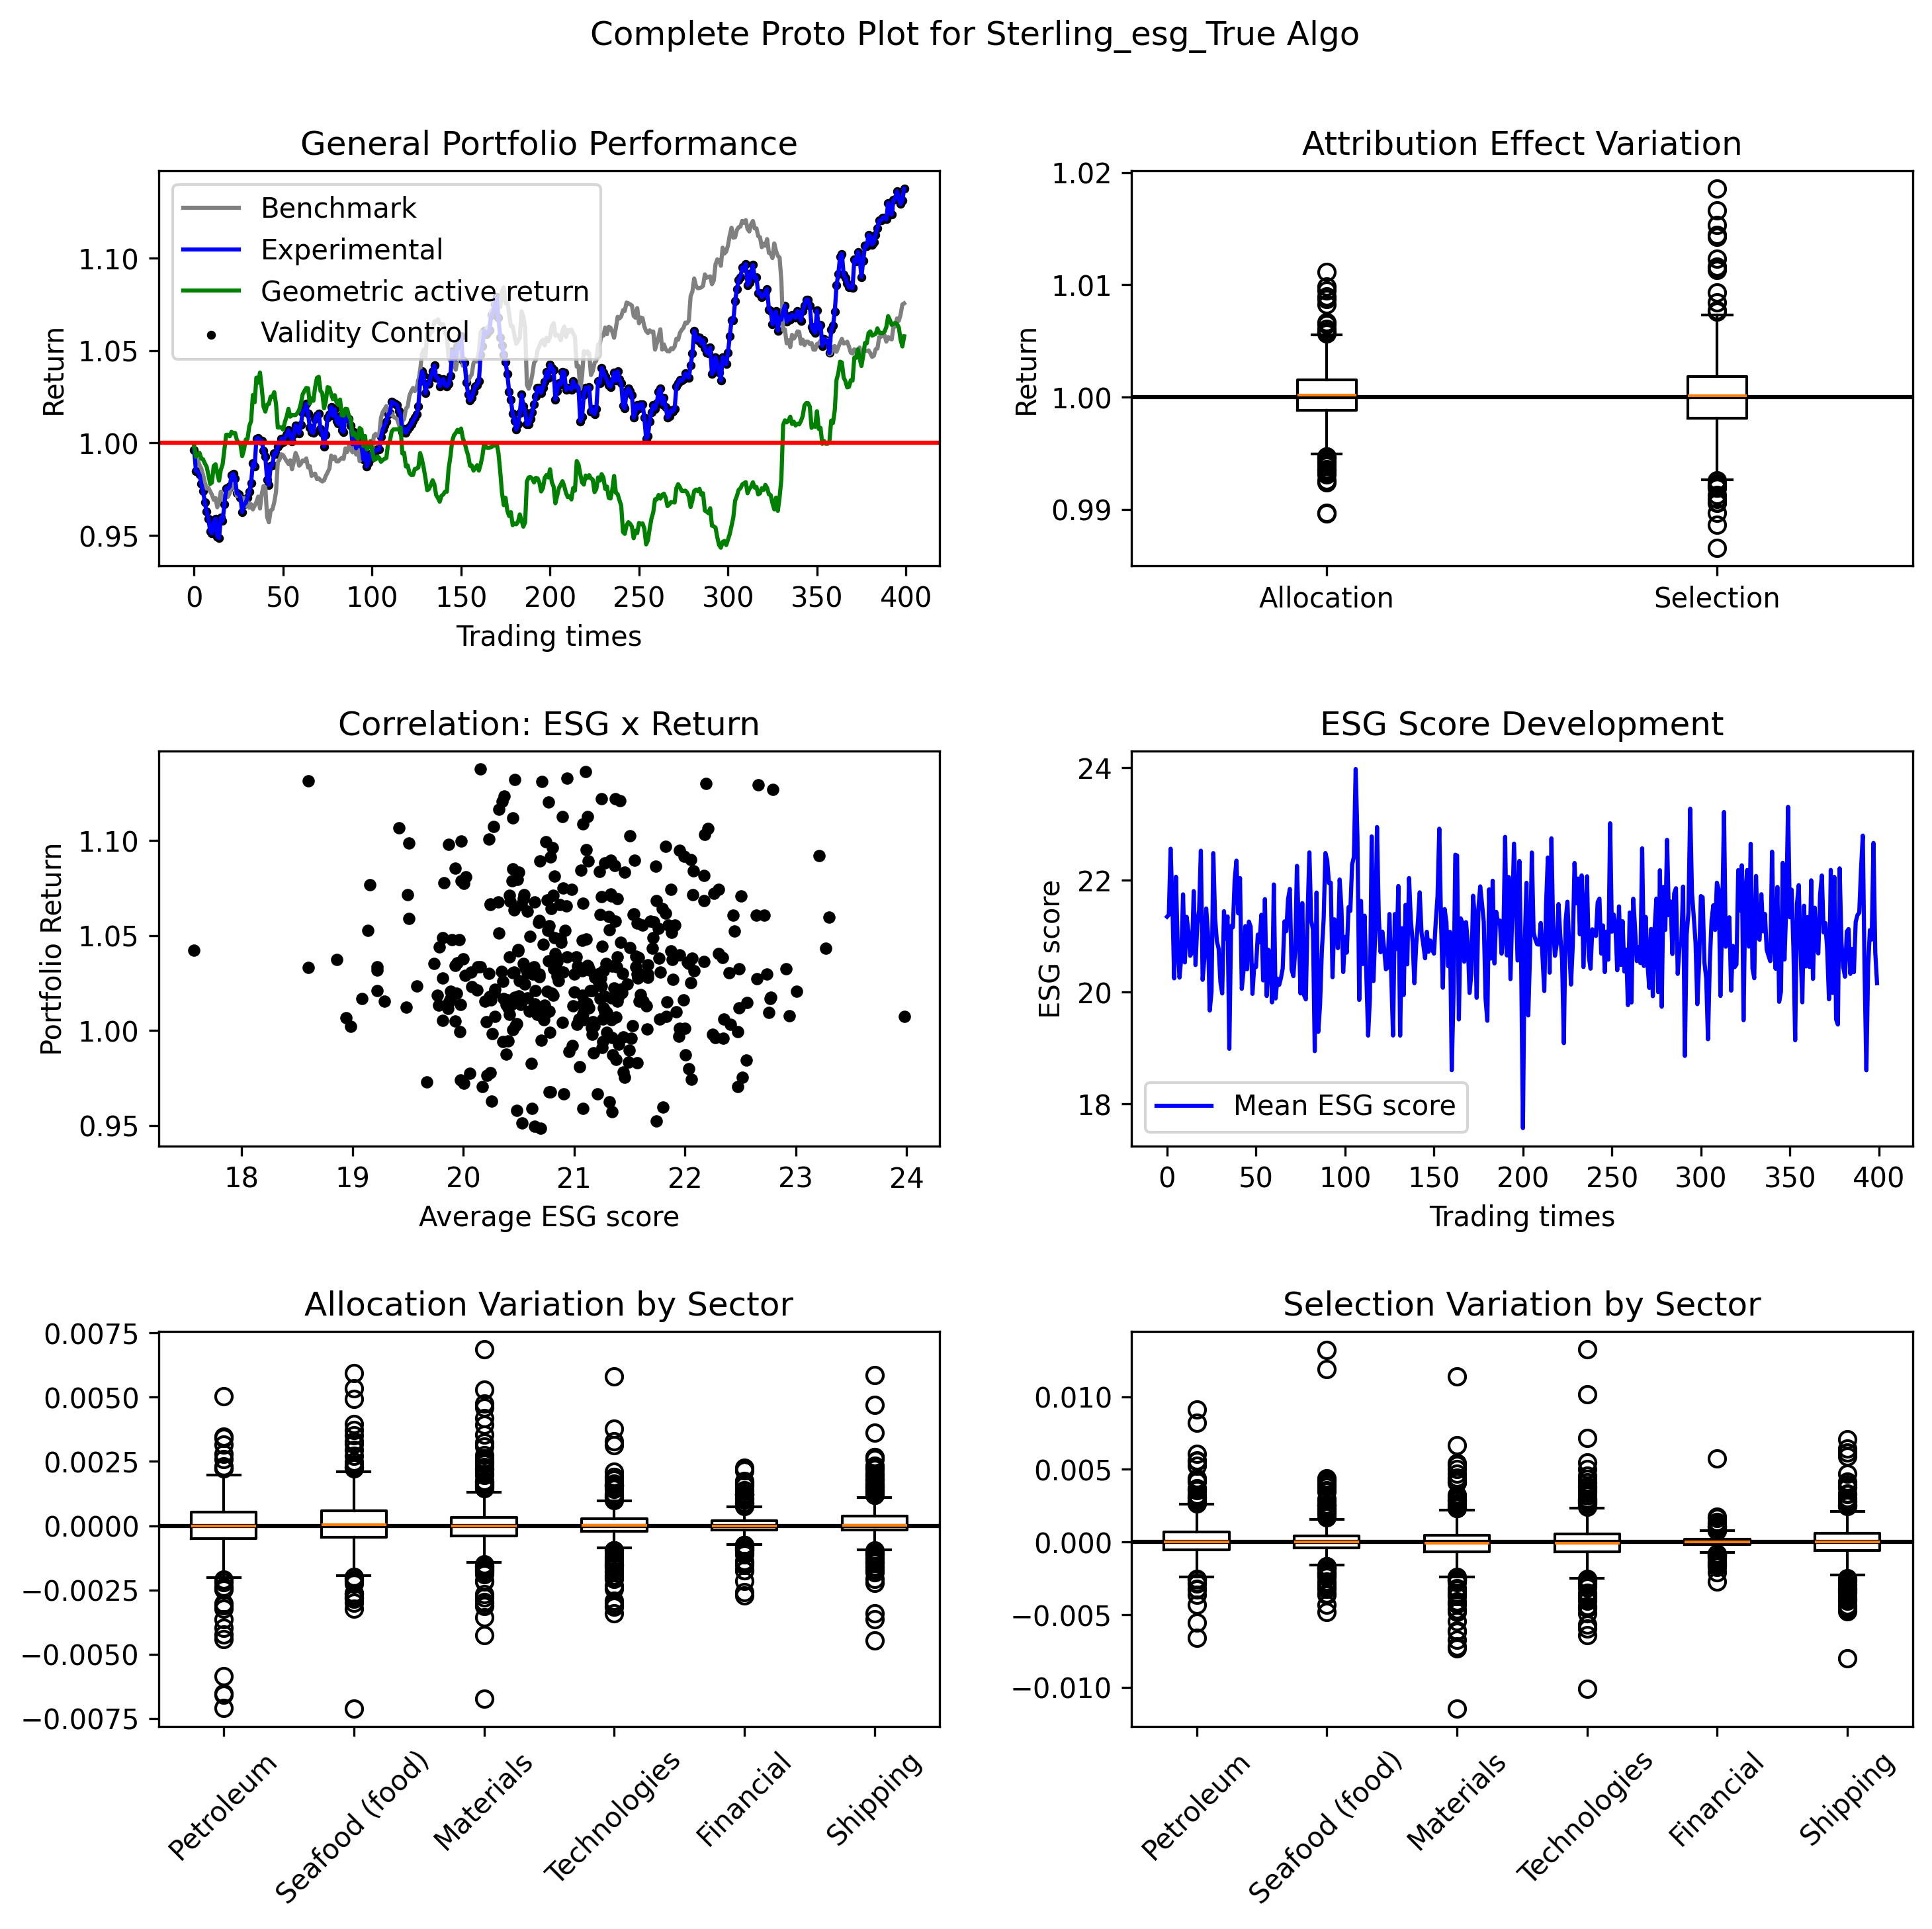 Complete Proto Plot for Sterling_esg_True Algo
General Portfolio Performance
Benchmark
Experimental
Geometric active return
Validity Control
Return
1.10
1.05
1.00
0.95
0 50 100 150 200 250 300 350 400
Trading times
Attribution Effect Variation
Return
1.02
1.01
1.00
0.99
Allocation Selection
Correlation: ESG x Return
Portfolio Return
1.10
1.05
1.00
0.95
18 19 20 21 22 23 24
Average ESG score
ESG Score Development
ESG score
24
22
20
18
Mean ESG score
0 50 100 150 200 250 300 350 400
Trading times
Allocation Variation by Sector
0.0075
0.0050
0.0025
0.0000
−0.0025
−0.0050
−0.0075
Petroleum
Seafood (food)
Materials
Technologies
Financial
Shipping
Selection Variation by Sector
0.010
0.005
0.000
−0.005
−0.010
Petroleum
Seafood (food)
Materials
Technologies
Financial
Shipping